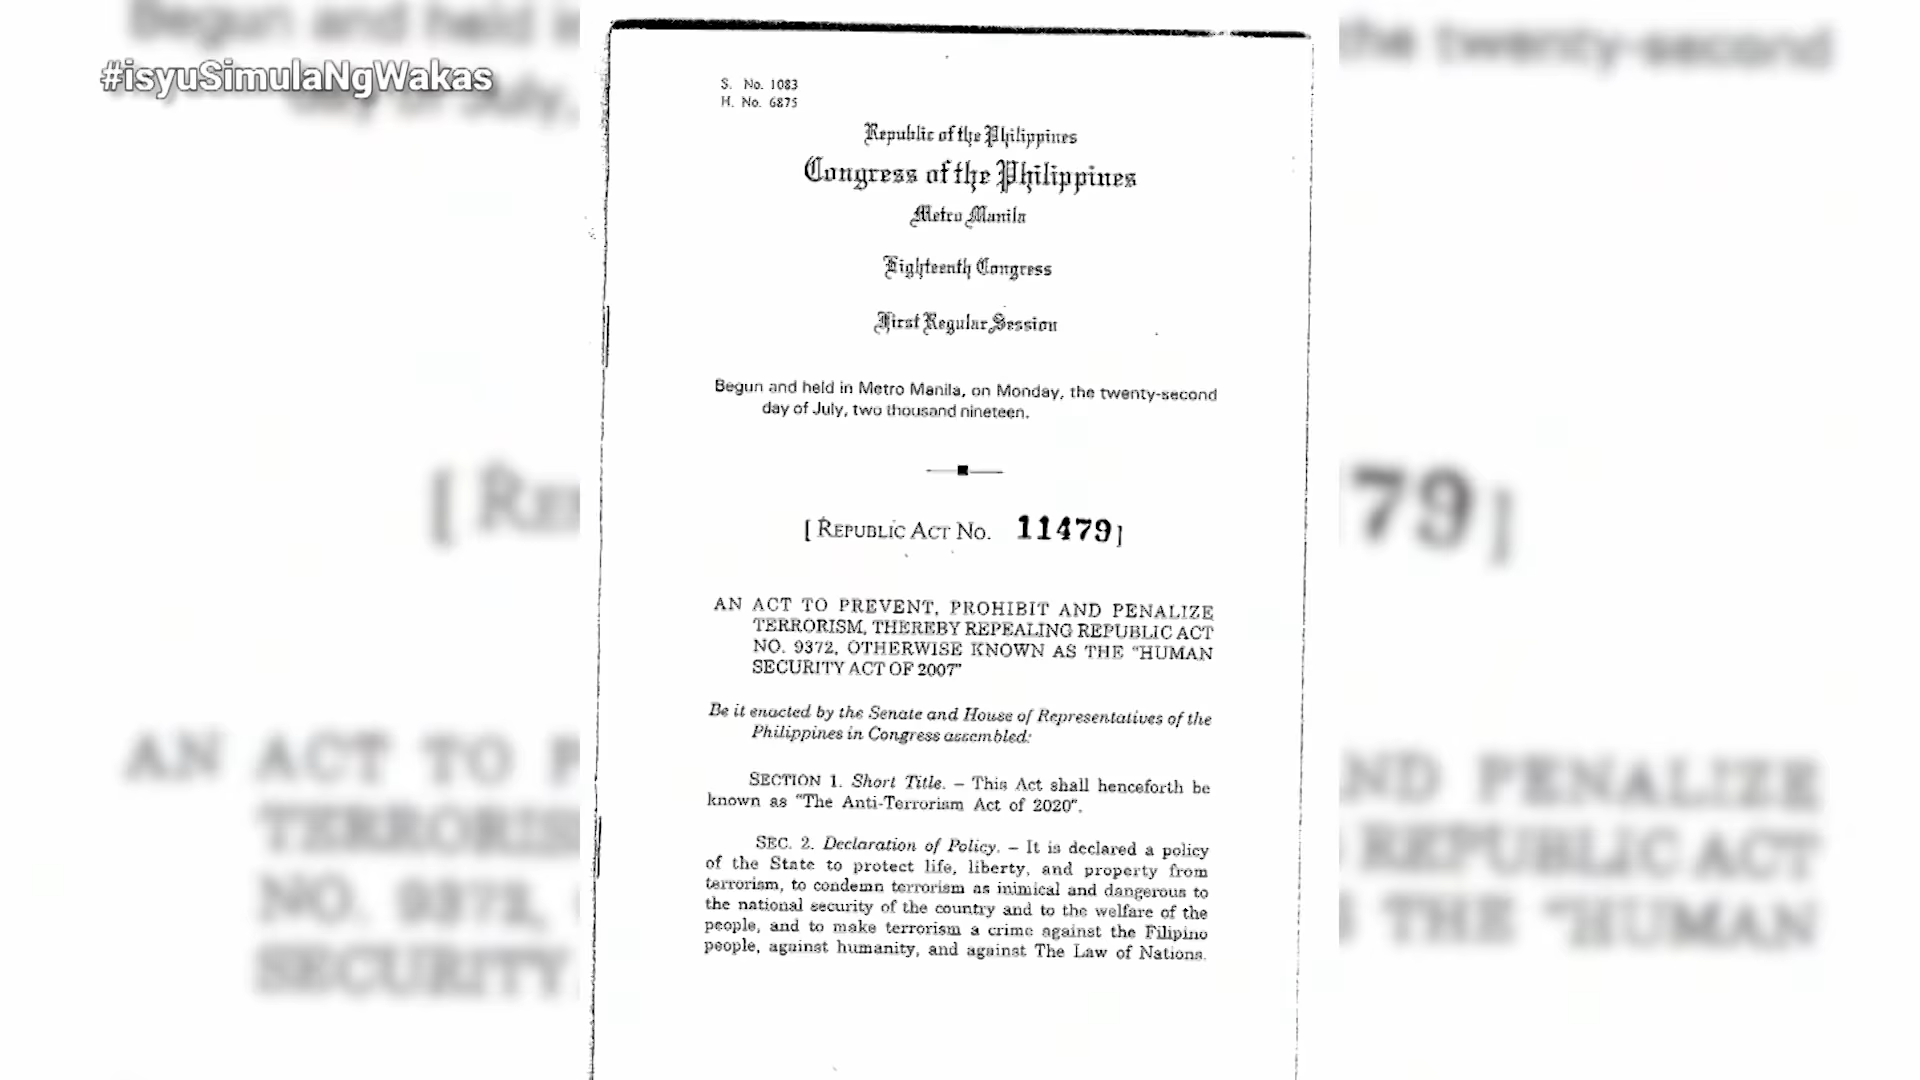 #isyuSimulaNgWakas
S. No. 1083
H. No. 6875
Republic of the Philippines
Congress of the Philippines
Metro Manila
Eighteenth Congress
First Regular Session
Begun and held in Metro Manila, on Monday, the twenty-second
day of July, two thousand nineteen.
[ REPUBLIC ACT NO. 11479 ]
AN ACT TO PREVENT, PROHIBIT AND PENALIZE
TERRORISM, THEREBY REPEALING REPUBLIC ACT
NO. 9372, OTHERWISE KNOWN AS THE "HUMAN
SECURITY ACT OF 2007"
Be it enacted by the Senate and House of Representatives of the
Philippines in Congress assembled:
SECTION 1. Short Title. – This Act shall henceforth be
known as "The Anti-Terrorism Act of 2020".
SEC. 2. Declaration of Policy. – It is declared a policy
of the State to protect life, liberty, and property from
terrorism, to condemn terrorism as inimical and dangerous to
the national security of the country and to the welfare of the
people, and to make terrorism a crime against the Filipino
people, against humanity, and against The Law of Nations.